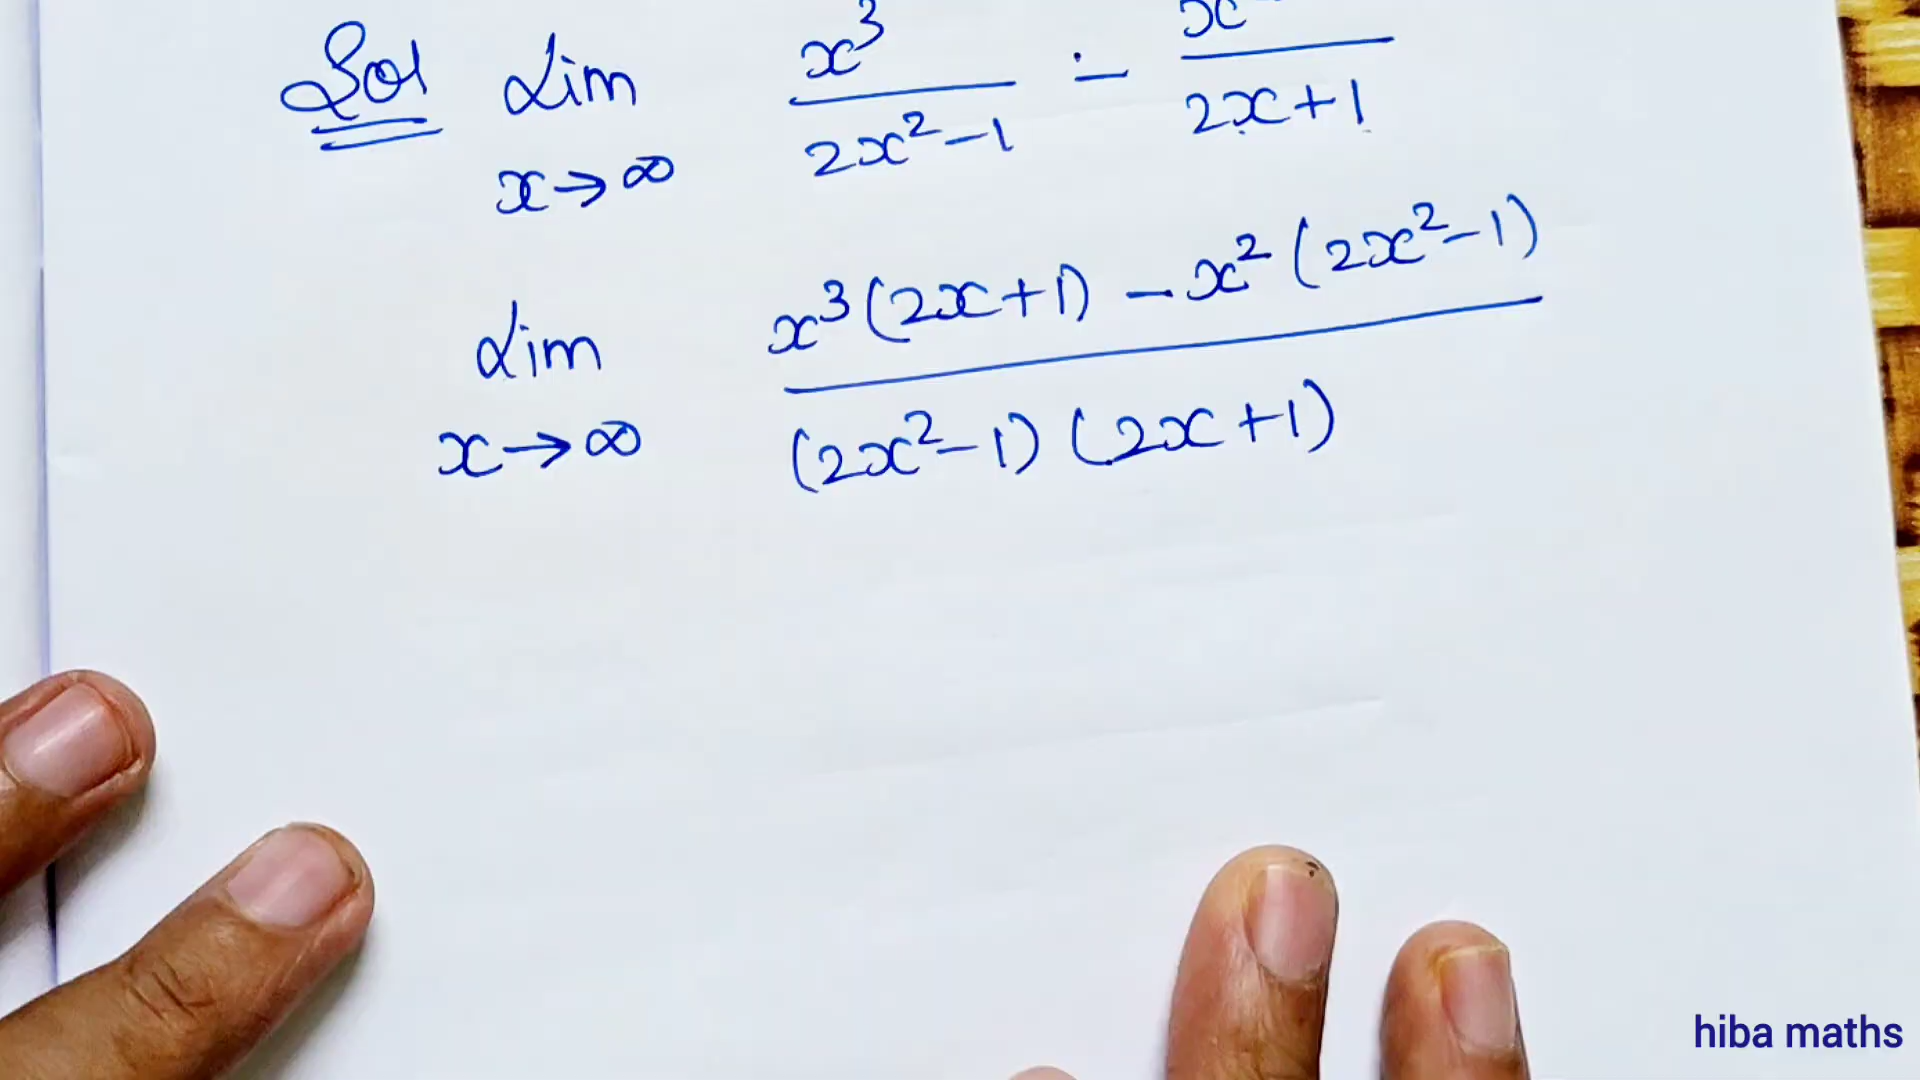 Sol Lim x³/(2x²-1) - x/(2x+1)
x→∞
Lim (x³(2x+1) - x²(2x²-1))/((2x²-1)(2x+1))
x→∞
hiba maths